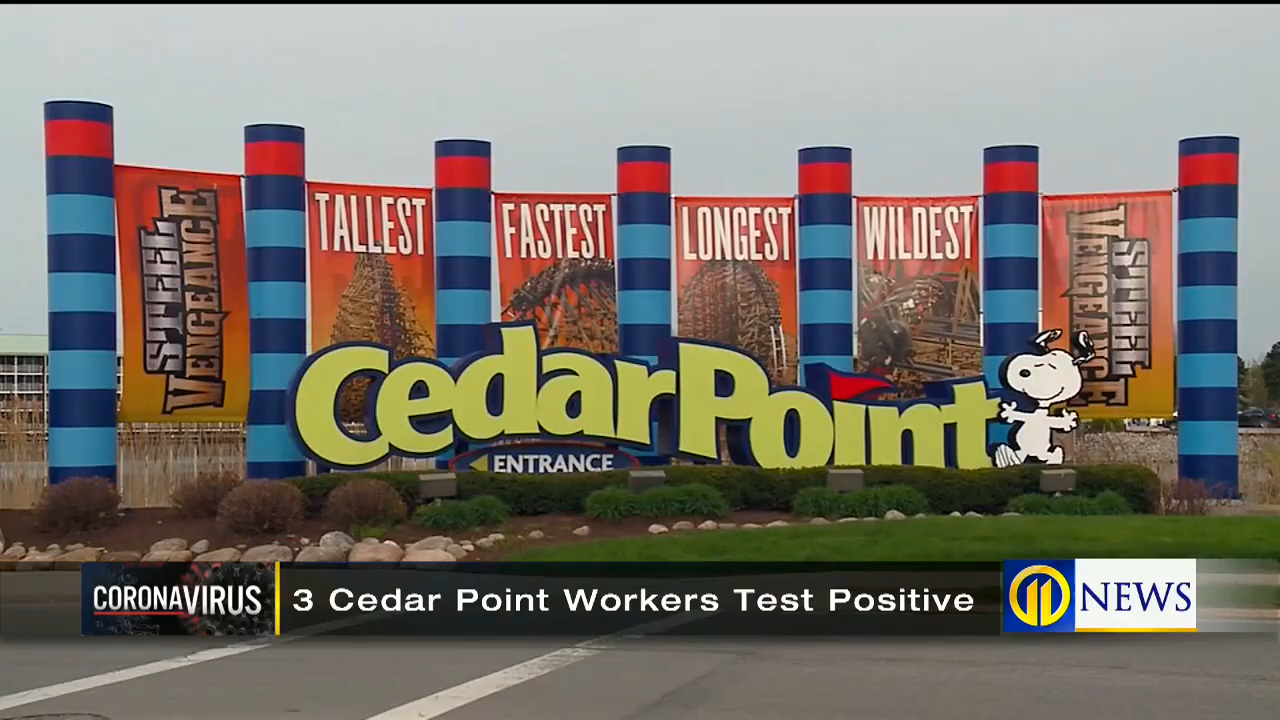 STEEL VENGEANCE
TALLEST
FASTEST
LONGEST
WILDEST
STEEL VENGEANCE
CedarPoint
ENTRANCE
CORONAVIRUS
3 Cedar Point Workers Test Positive
11 NEWS